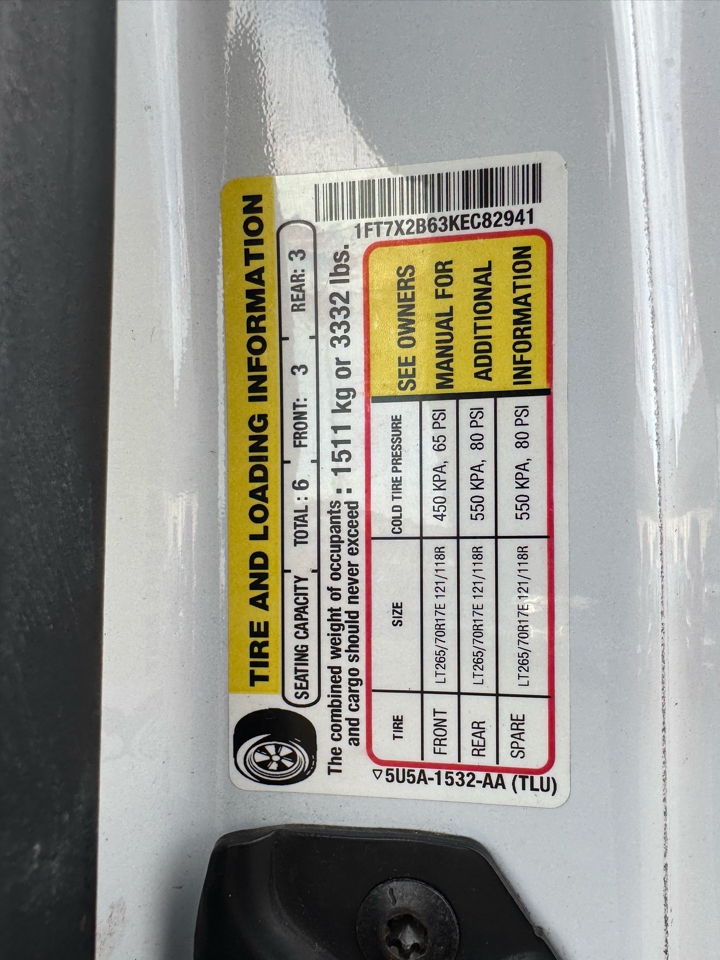 TIRE AND LOADING INFORMATION
SEATING CAPACITY TOTAL : 6 FRONT: 3 REAR: 3
The combined weight of occupants
and cargo should never exceed : 1511 kg or 3332 lbs.
1FT7X2B63KEC82941
TIRE SIZE COLD TIRE PRESSURE
FRONT LT265/70R17E 121/118R 450 KPA, 65 PSI
REAR LT265/70R17E 121/118R 550 KPA, 80 PSI
SPARE LT265/70R17E 121/118R 550 KPA, 80 PSI
SEE OWNERS
MANUAL FOR
ADDITIONAL
INFORMATION
▽5U5A-1532-AA (TLU)